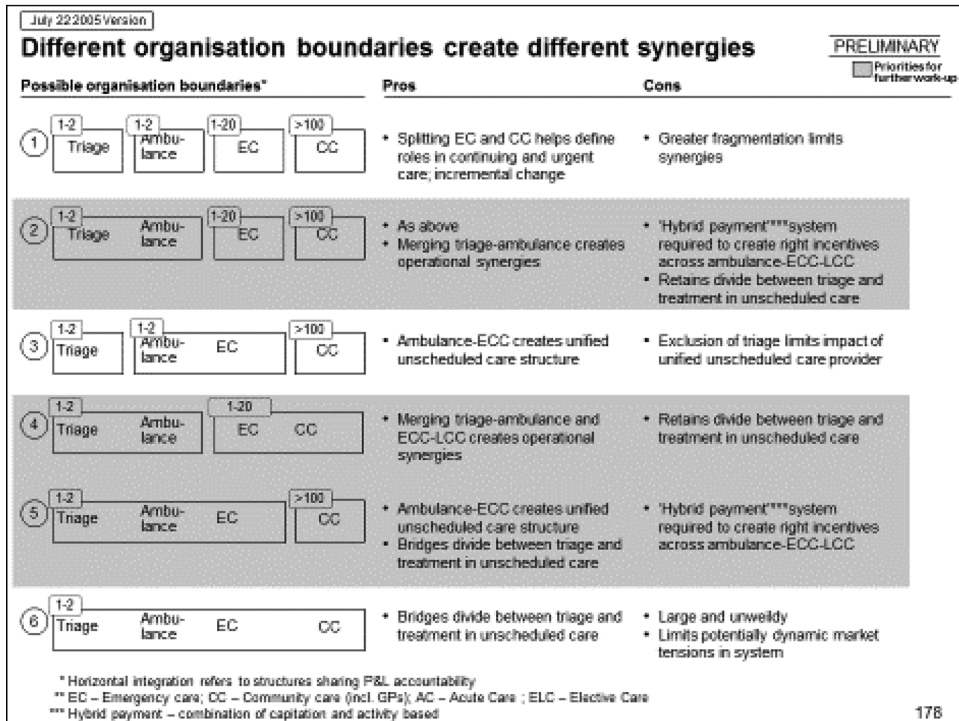 July 22 2005 Version
Different organisation boundaries create different synergies
PRELIMINARY
Priorities for
further work-up
Possible organisation boundaries*
Pros
Cons
1
1-2
Triage
1-2
Ambu-
lance
1-20
EC
>100
CC
• Splitting EC and CC helps define
roles in continuing and urgent
care; incremental change
• Greater fragmentation limits
synergies
2
1-2
Triage
Ambu-
lance
1-20
EC
>100
CC
• As above
• Merging triage-ambulance creates
operational synergies
• 'Hybrid payment'***system
required to create right incentives
across ambulance-ECC-LCC
• Retains divide between triage and
treatment in unscheduled care
3
1-2
Triage
1-2
Ambu-
lance
EC
>100
CC
• Ambulance-ECC creates unified
unscheduled care structure
• Exclusion of triage limits impact of
unified unscheduled care provider
4
1-2
Triage
Ambu-
lance
1-20
EC
CC
• Merging triage-ambulance and
ECC-LCC creates operational
synergies
• Retains divide between triage and
treatment in unscheduled care
5
1-2
Triage
Ambu-
lance
EC
>100
CC
• Ambulance-ECC creates unified
unscheduled care structure
• Bridges divide between triage and
treatment in unscheduled care
• 'Hybrid payment'***system
required to create right incentives
across ambulance-ECC-LCC
6
1-2
Triage
Ambu-
lance
EC
CC
• Bridges divide between triage and
treatment in unscheduled care
• Large and unweildy
• Limits potentially dynamic market
tensions in system
* Horizontal integration refers to structures sharing P&L accountability
** EC – Emergency care; CC – Community care (incl. GPs); AC – Acute Care ; ELC – Elective Care
*** Hybrid payment – combination of capitation and activity based
178